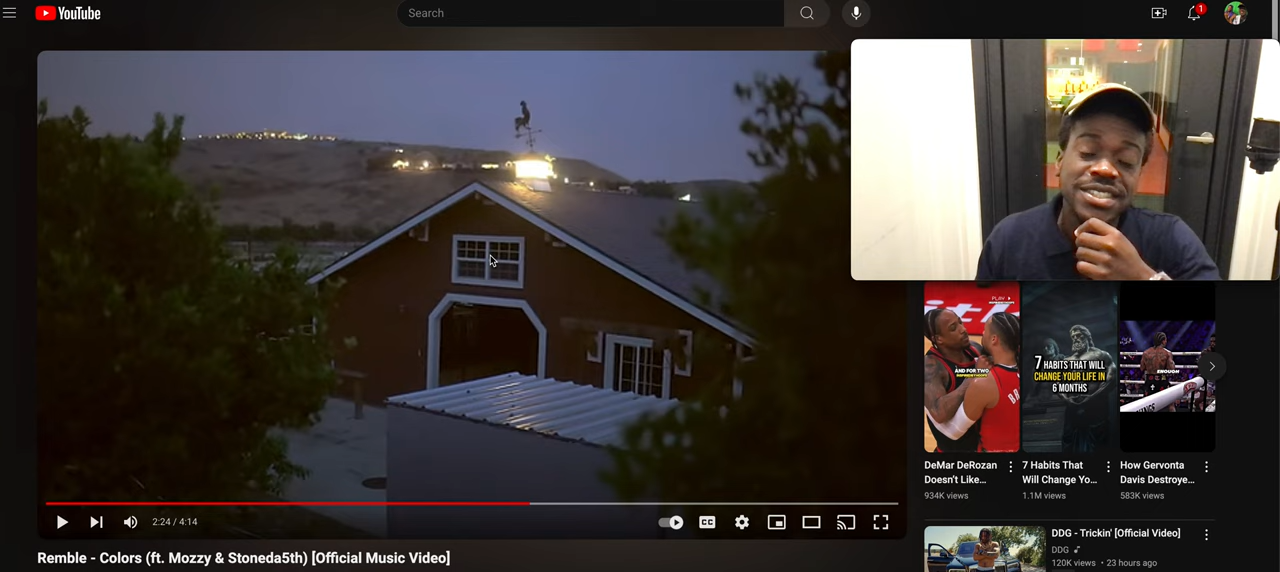 YouTube
Search
1
2:24 / 4:14
CC
Remble - Colors (ft. Mozzy & Stoneda5th) [Official Music Video]
PLAY
AND FOR TWO
7 HABITS THAT WILL
CHANGE YOUR LIFE IN
6 MONTHS
ENOUGH
DeMar DeRozan
Doesn't Like...
934K views
7 Habits That
Will Change Yo...
1.1M views
How Gervonta
Davis Destroye...
583K views
DDG - Trickin' [Official Video]
DDG
120K views • 23 hours ago